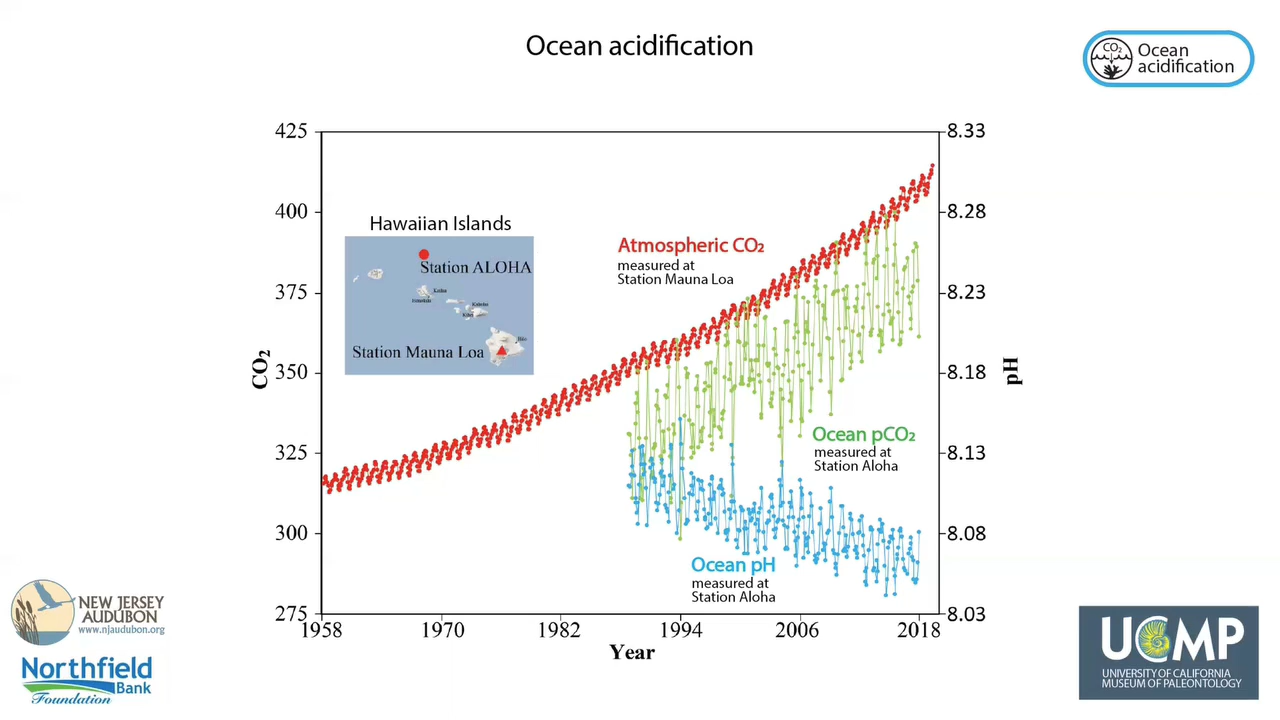 Ocean acidification
CO₂
Ocean
acidification
425
400
375
350
325
300
275
CO₂
8.33
8.28
8.23
8.18
8.13
8.08
8.03
pH
Hawaiian Islands
Station ALOHA
Station Mauna Loa
Atmospheric CO₂
measured at
Station Mauna Loa
Ocean pCO₂
measured at
Station Aloha
Ocean pH
measured at
Station Aloha
1958
1970
1982
1994
2006
2018
Year
NEW JERSEY
AUDUBON
www.njaudubon.org
Northfield
Bank
Foundation
UCMP
UNIVERSITY OF CALIFORNIA
MUSEUM OF PALEONTOLOGY